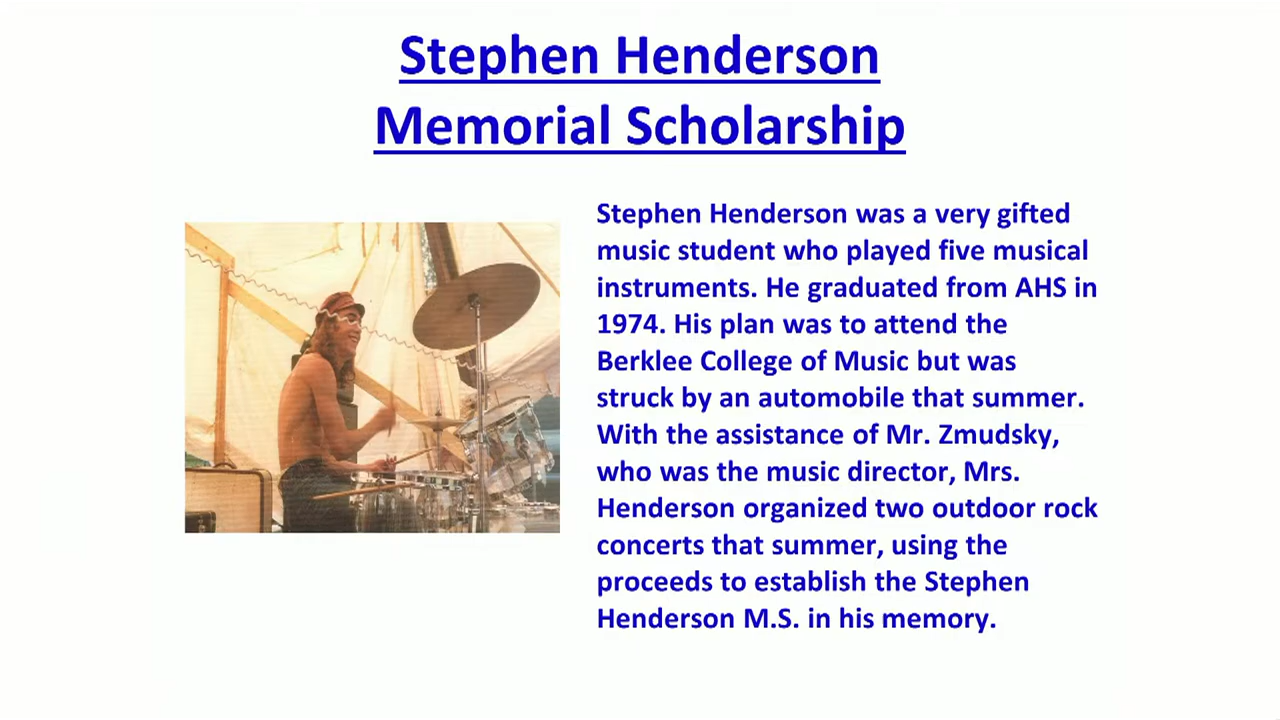 Stephen Henderson
Memorial Scholarship
Stephen Henderson was a very gifted
music student who played five musical
instruments. He graduated from AHS in
1974. His plan was to attend the
Berklee College of Music but was
struck by an automobile that summer.
With the assistance of Mr. Zmudsky,
who was the music director, Mrs.
Henderson organized two outdoor rock
concerts that summer, using the
proceeds to establish the Stephen
Henderson M.S. in his memory.